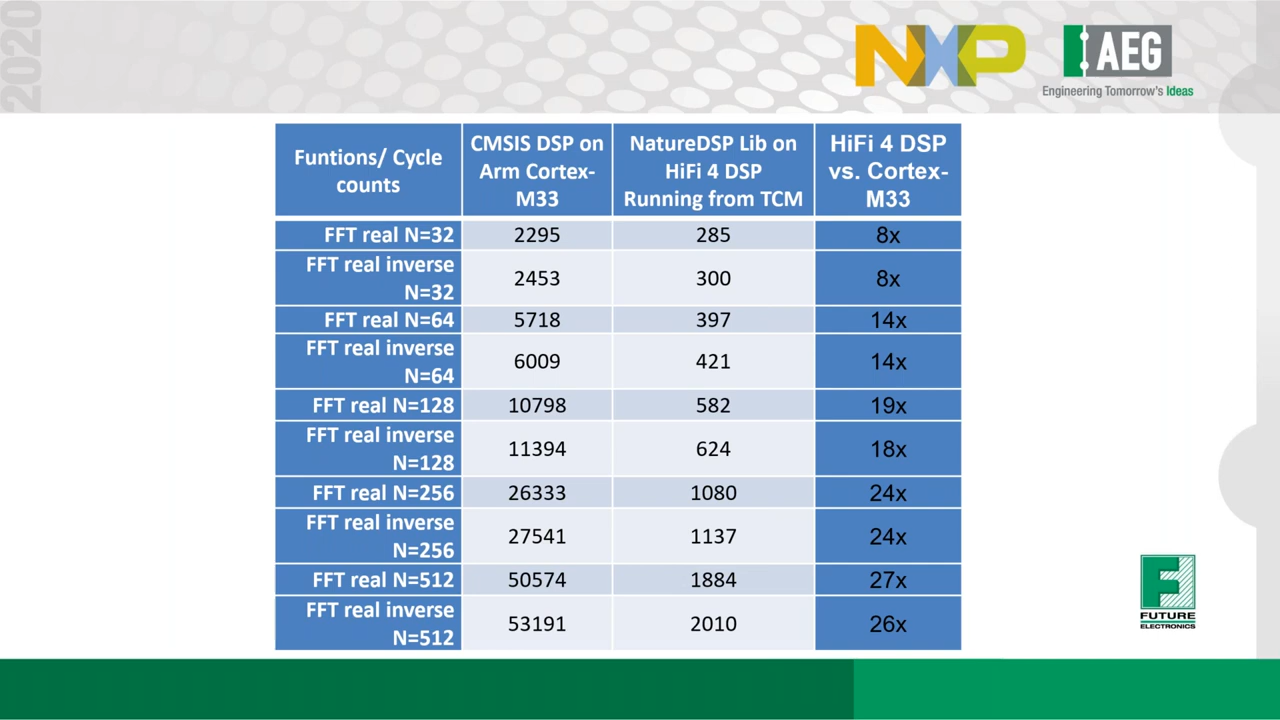 2020
NXP
AEG
Engineering Tomorrow's Ideas
Funtions/ Cycle
counts
CMSIS DSP on
Arm Cortex-
M33
NatureDSP Lib on
HiFi 4 DSP
Running from TCM
HiFi 4 DSP
vs. Cortex-
M33
FFT real N=32 2295 285 8x
FFT real inverse
N=32 2453 300 8x
FFT real N=64 5718 397 14x
FFT real inverse
N=64 6009 421 14x
FFT real N=128 10798 582 19x
FFT real inverse
N=128 11394 624 18x
FFT real N=256 26333 1080 24x
FFT real inverse
N=256 27541 1137 24x
FFT real N=512 50574 1884 27x
FFT real inverse
N=512 53191 2010 26x
F
FUTURE
ELECTRONICS